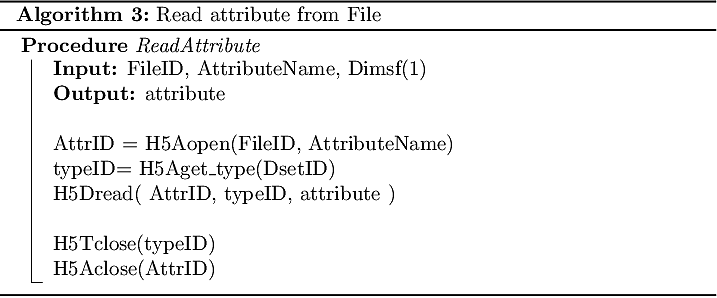 Algorithm 3: Read attribute from File
Procedure ReadAttribute
Input: FileID, AttributeName, Dimsf(1)
Output: attribute
AttrID = H5Aopen(FileID, AttributeName)
typeID= H5Aget_type(DsetID)
H5Dread( AttrID, typeID, attribute )
H5Tclose(typeID)
H5Aclose(AttrID)